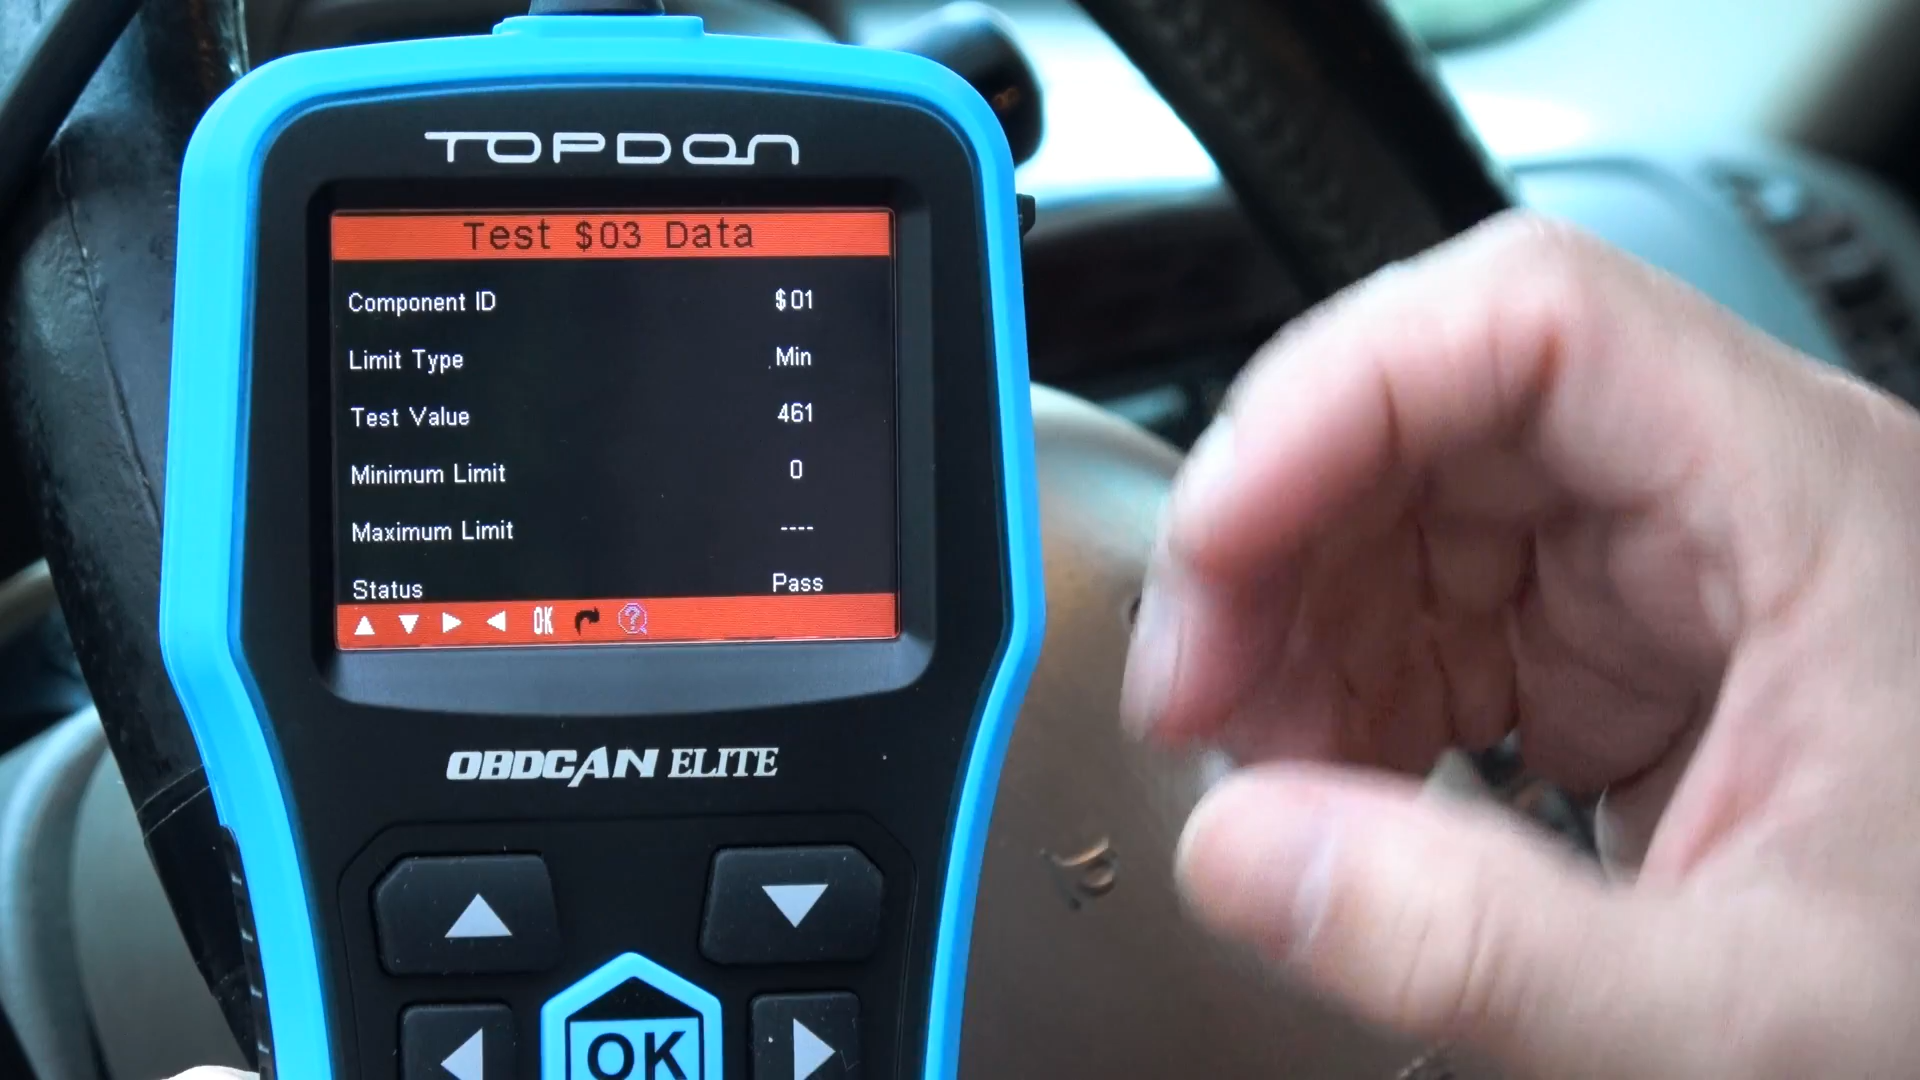 TOPDON
Test $03 Data
Component ID $01
Limit Type Min
Test Value 461
Minimum Limit 0
Maximum Limit ----
Status Pass
OK
OBDCAN ELITE
OK